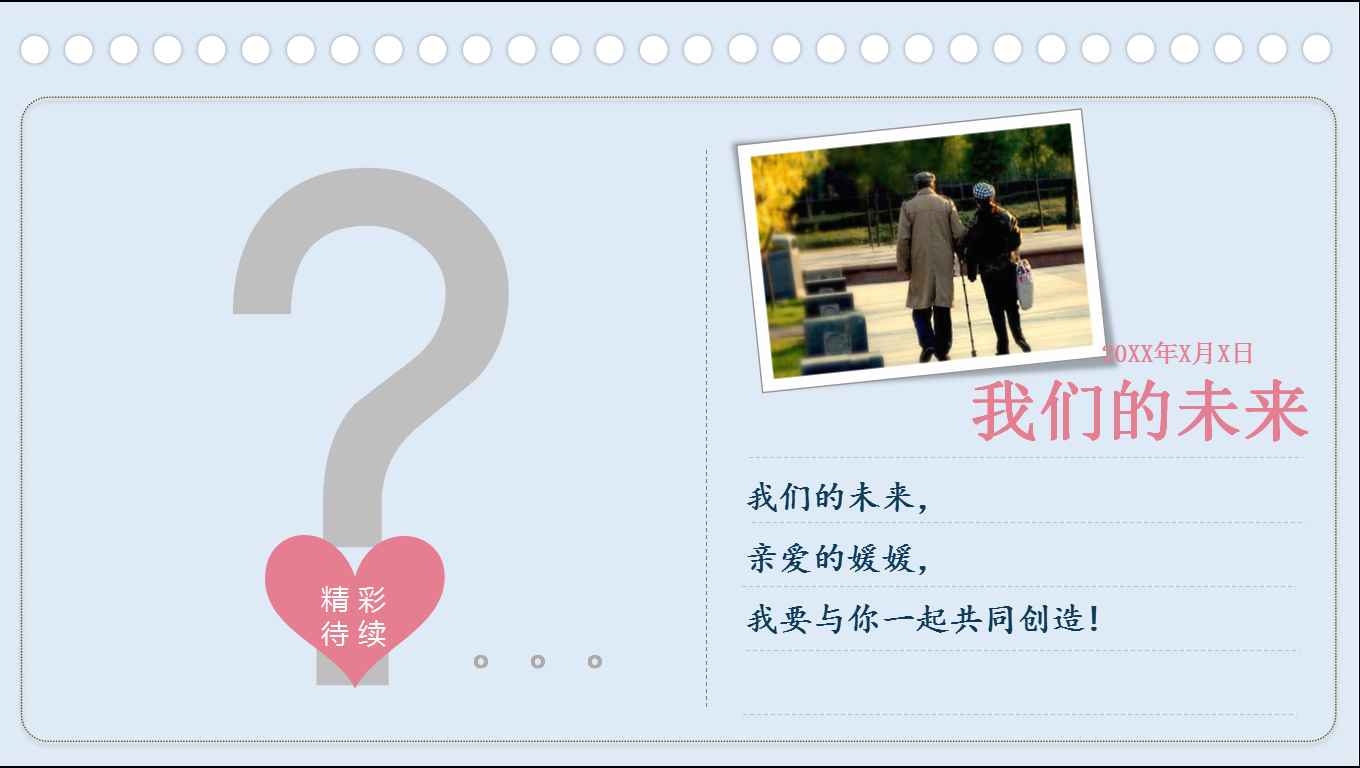 精彩
待续
20XX年X月X日
我们的未来
我们的未来，
亲爱的媛媛，
我要与你一起共同创造！